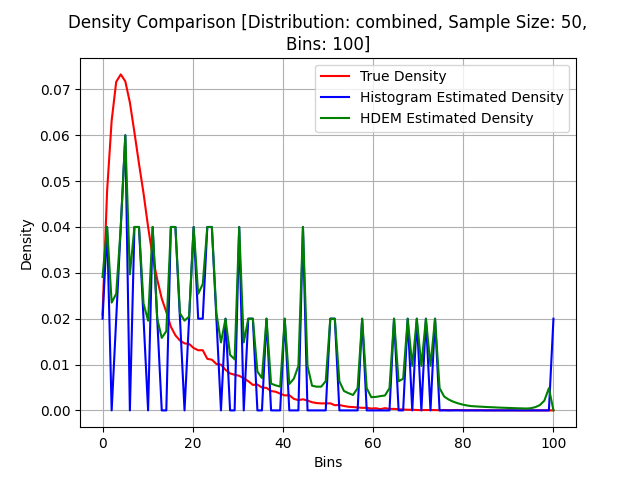 Density Comparison [Distribution: combined, Sample Size: 50,
Bins: 100]
True Density
Histogram Estimated Density
HDEM Estimated Density
Density
0.07
0.06
0.05
0.04
0.03
0.02
0.01
0.00
0 20 40 60 80 100
Bins